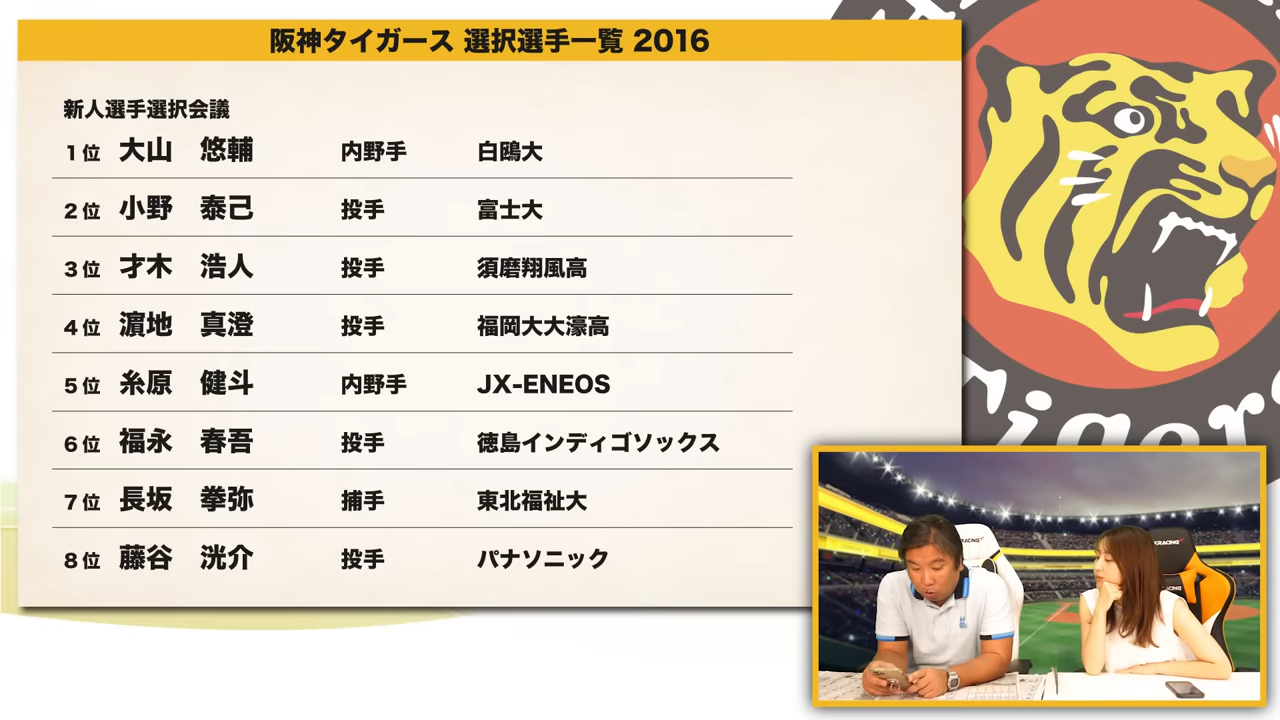 阪神タイガース 選択選手一覧 2016
新人選手選択会議
1位 大山 悠輔 内野手 白鴎大
2位 小野 泰己 投手 富士大
3位 才木 浩人 投手 須磨翔風高
4位 濵地 真澄 投手 福岡大大濠高
5位 糸原 健斗 内野手 JX-ENEOS
6位 福永 春吾 投手 徳島インディゴソックス
7位 長坂 拳弥 捕手 東北福祉大
8位 藤谷 洸介 投手 パナソニック
Tigers